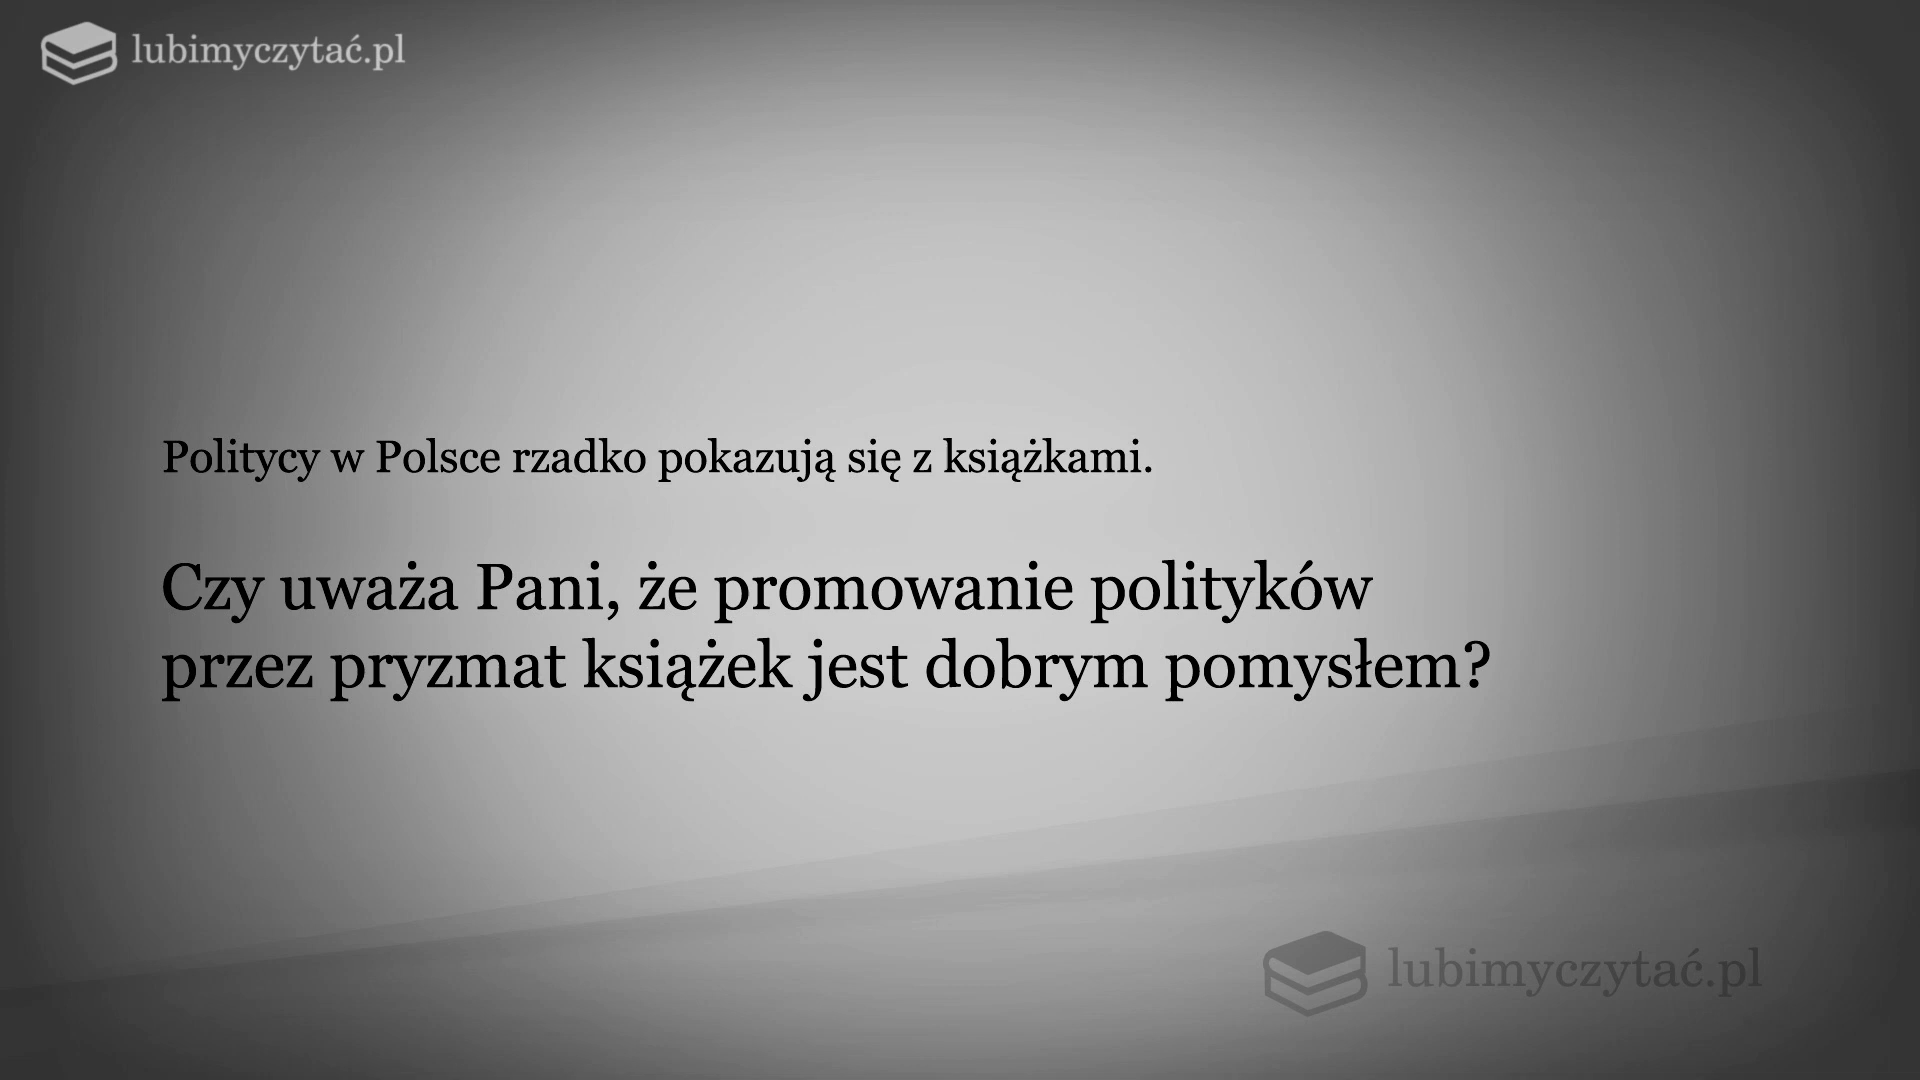 lubimyczytać.pl
Politycy w Polsce rzadko pokazują się z książkami.
Czy uważa Pani, że promowanie polityków
przez pryzmat książek jest dobrym pomysłem?
lubimyczytać.pl